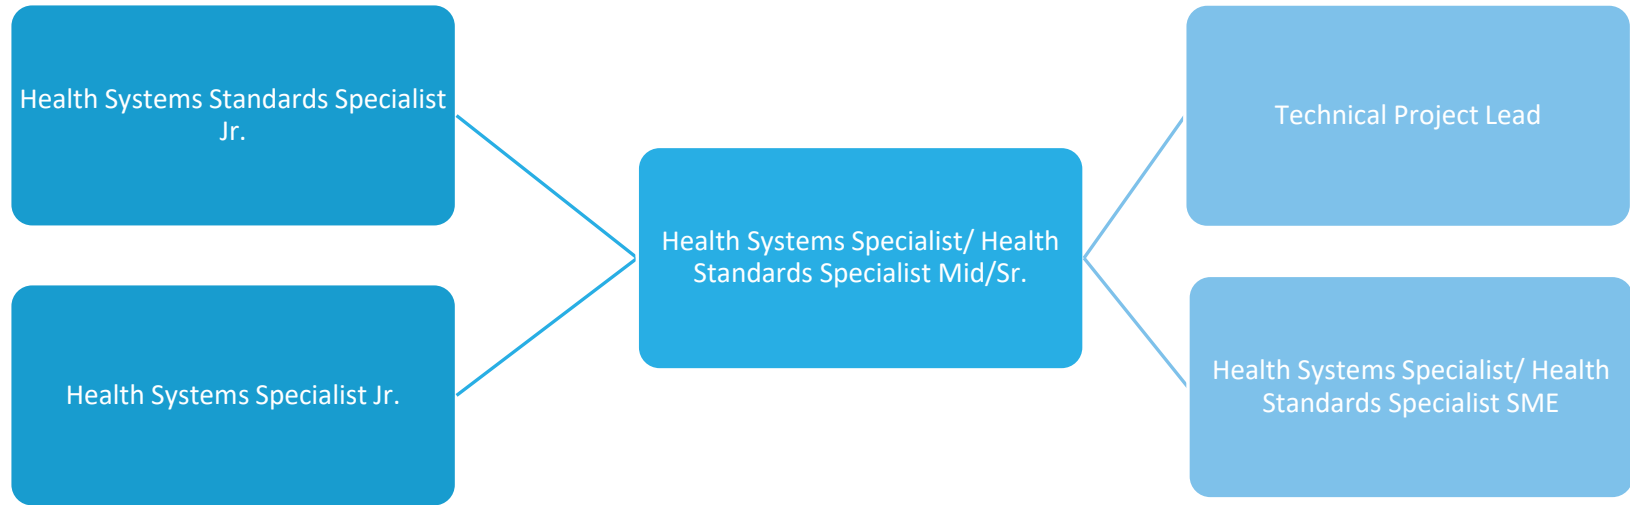 Health Systems Standards Specialist
Jr.
Health Systems Specialist Jr.
Health Systems Specialist/ Health
Standards Specialist Mid/Sr.
Technical Project Lead
Health Systems Specialist/ Health
Standards Specialist SME